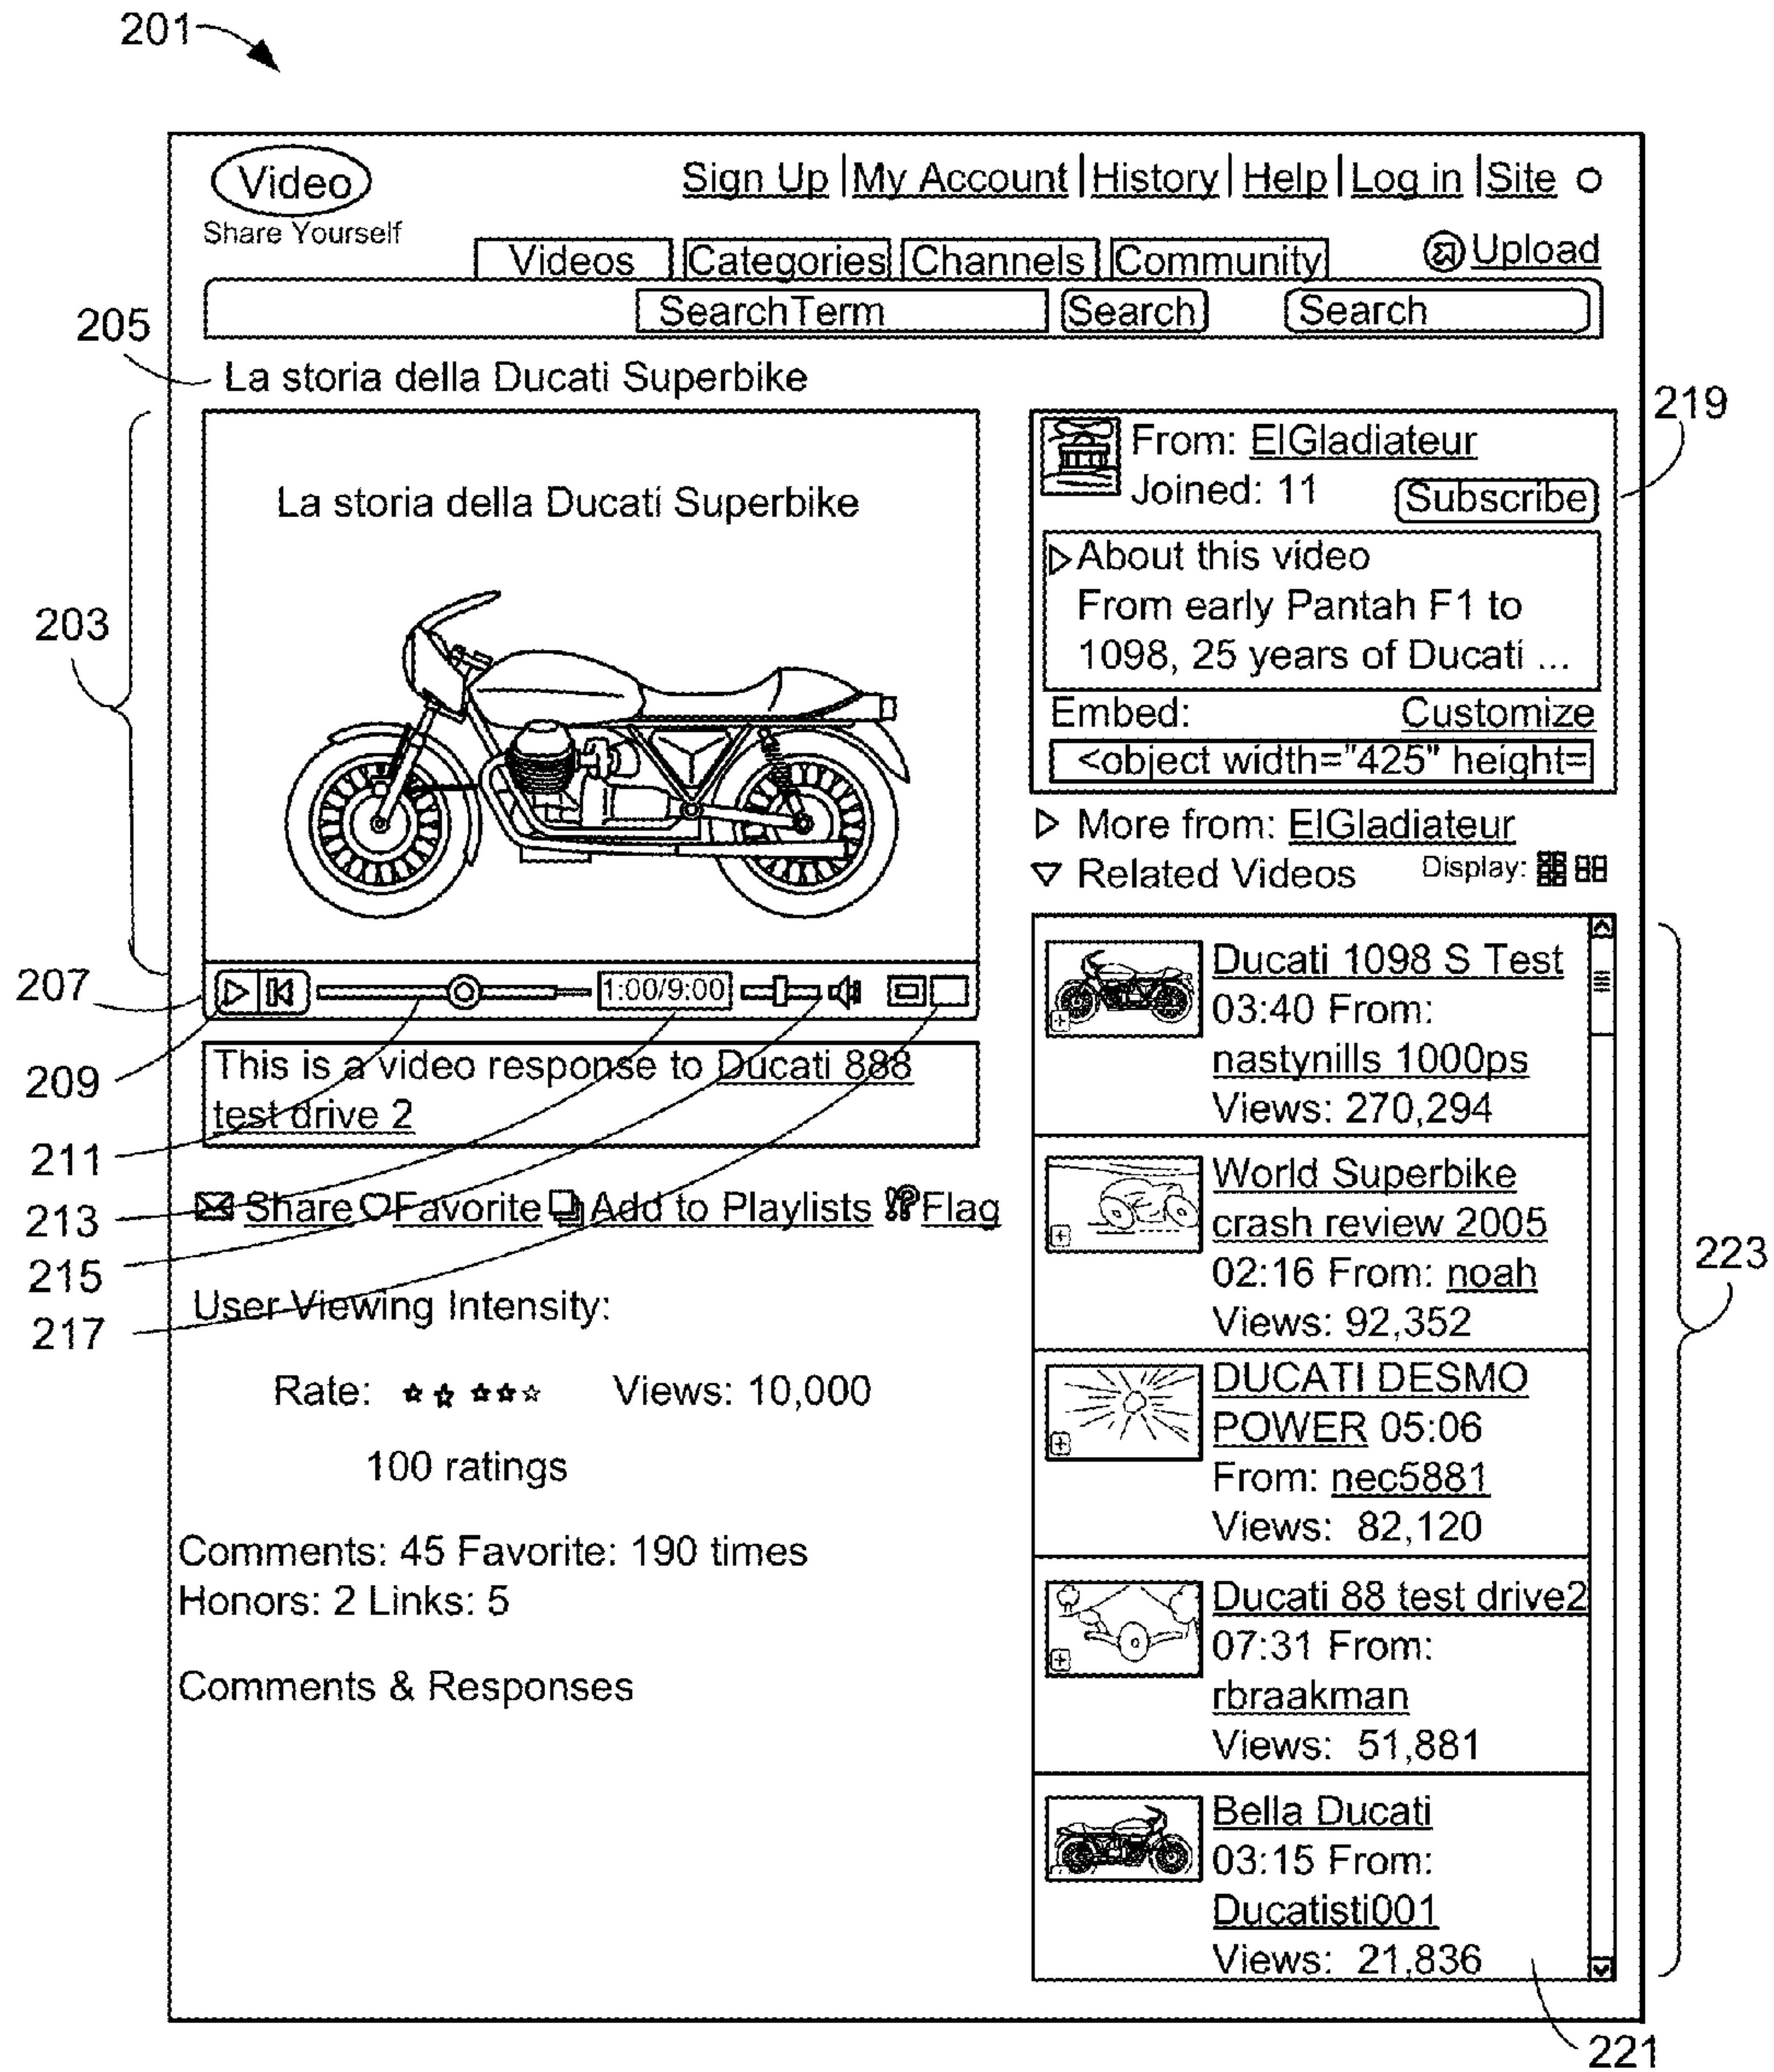 201
Video
Share Yourself
Sign Up | My Account | History | Help | Log in | Site
Videos Categories Channels Community Upload
SearchTerm Search Search
205
La storia della Ducati Superbike
203
La storia della Ducati Superbike
207
1:00/9:00
209
This is a video response to Ducati 888
test drive 2
211
213
Share Favorite Add to Playlists Flag
215
User Viewing Intensity:
217
Rate: Views: 10,000
100 ratings
Comments: 45 Favorite: 190 times
Honors: 2 Links: 5
Comments & Responses
219
From: ElGladiateur
Joined: 11
Subscribe
About this video
From early Pantah F1 to
1098, 25 years of Ducati ...
Embed: Customize
<object width="425" height=
More from: ElGladiateur
Related Videos Display:
Ducati 1098 S Test
03:40 From:
nastynills 1000ps
Views: 270,294
World Superbike
crash review 2005
02:16 From: noah
Views: 92,352
223
DUCATI DESMO
POWER 05:06
From: nec5881
Views: 82,120
Ducati 88 test drive2
07:31 From:
rbraakman
Views: 51,881
Bella Ducati
03:15 From:
Ducatisti001
Views: 21,836
221